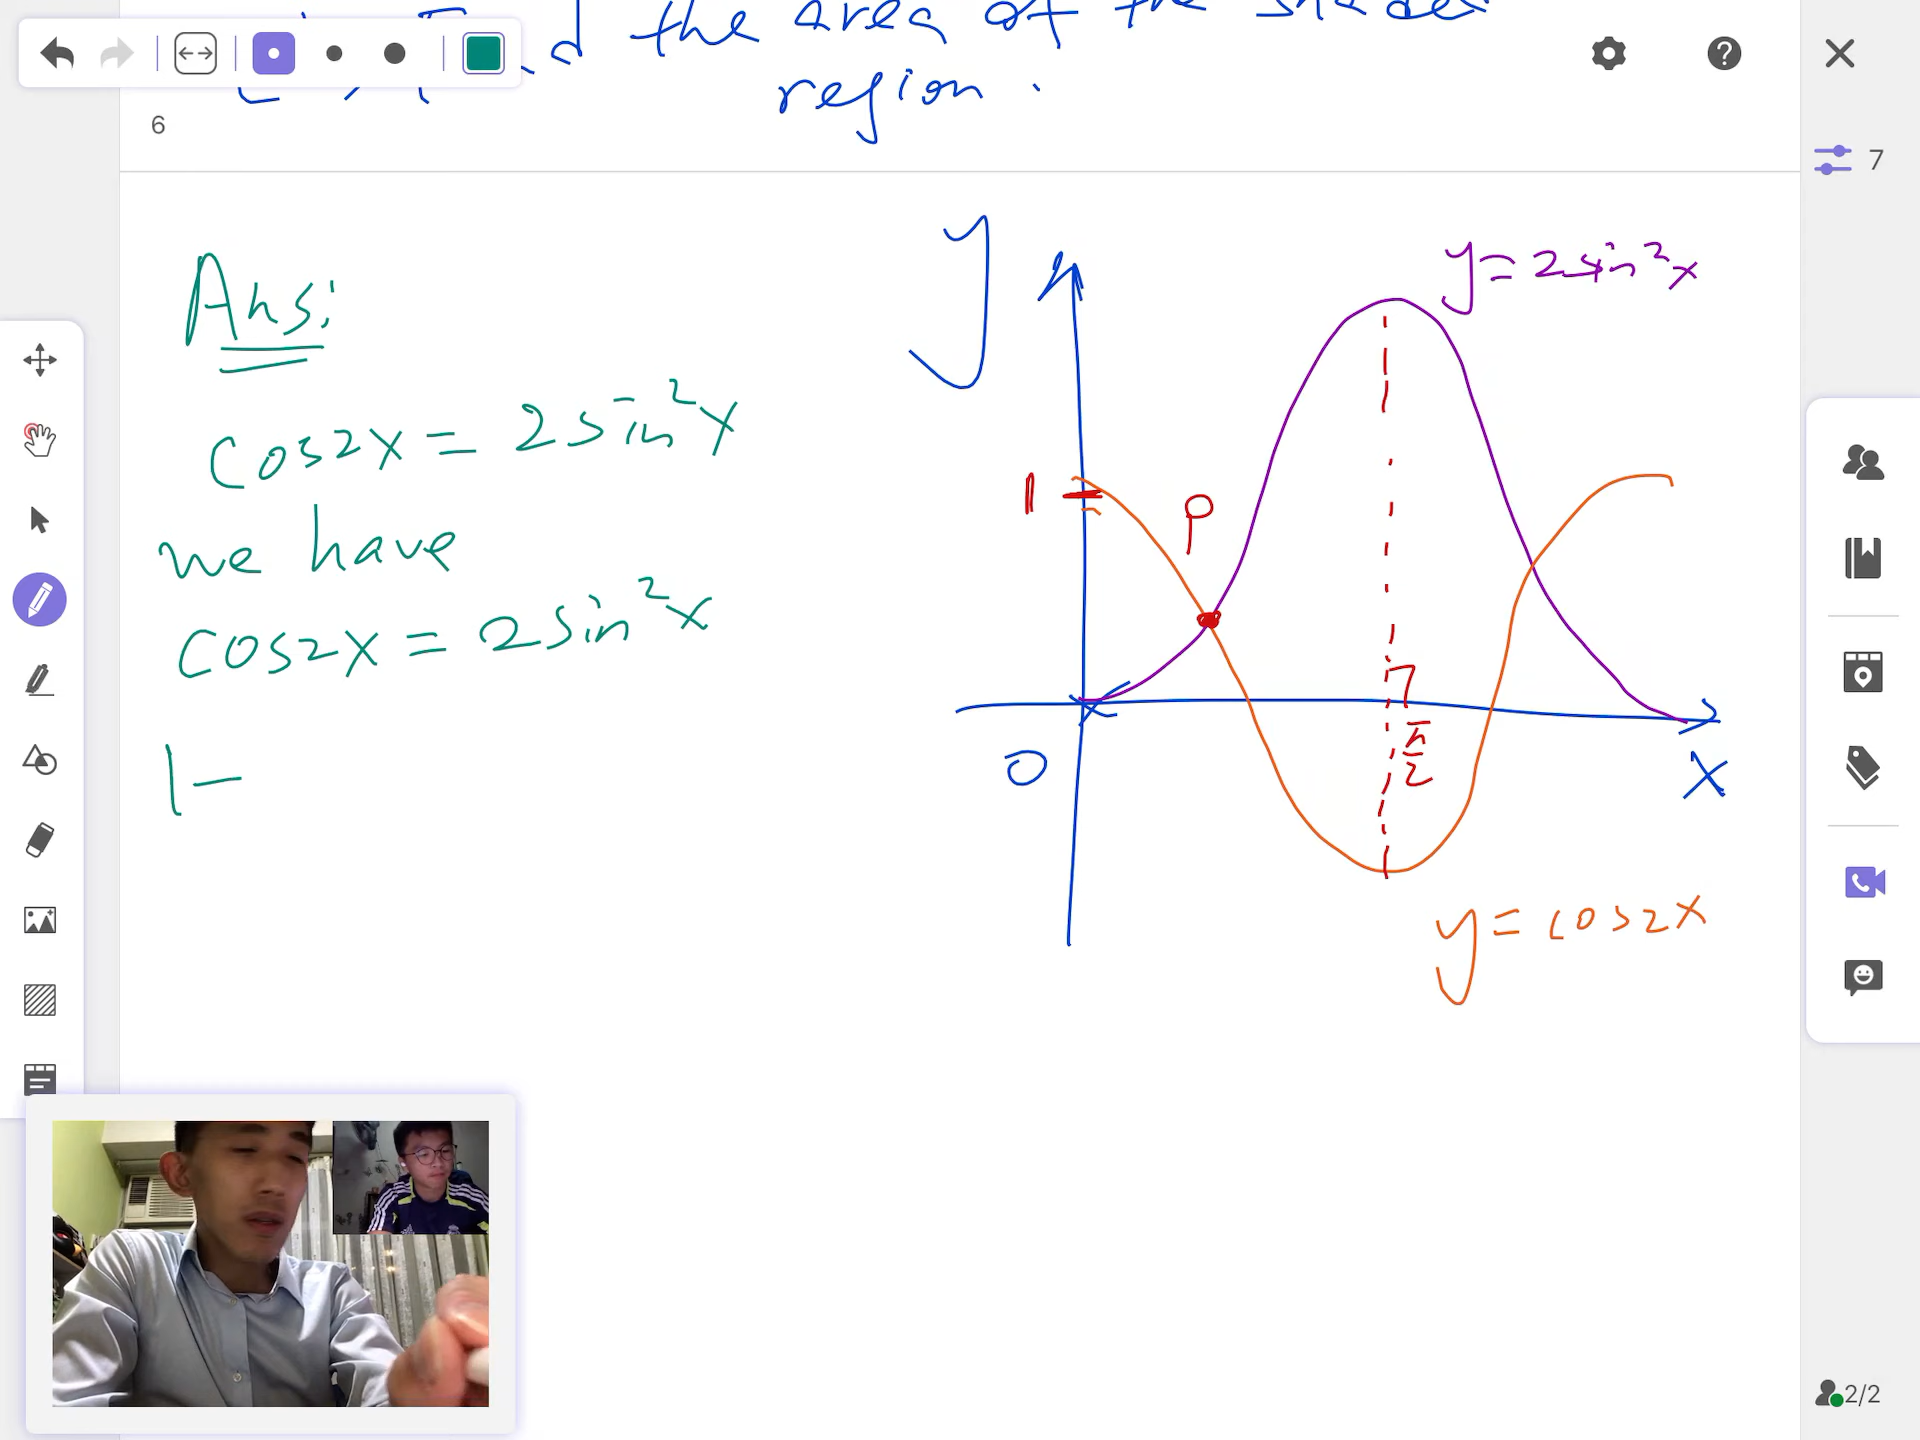 the area of the
region .
6
7
Ans:
cos2x = 2sin²x
we have
cos2x = 2sin²x
1-
y
y=2sin²x
1
P
π/2
0
x
y=cos2x
2/2